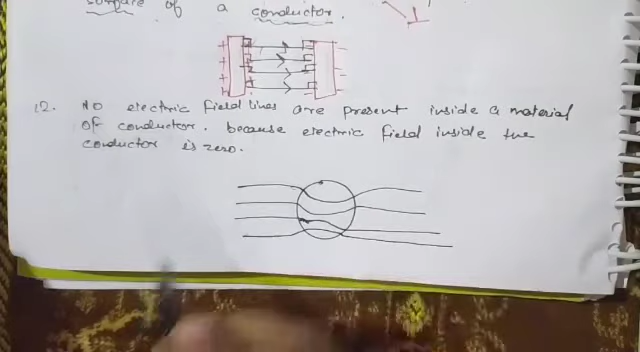 surface of a conductor.
12. No electric field lines are present inside a material
of conductor. because electric field inside the
conductor is zero.